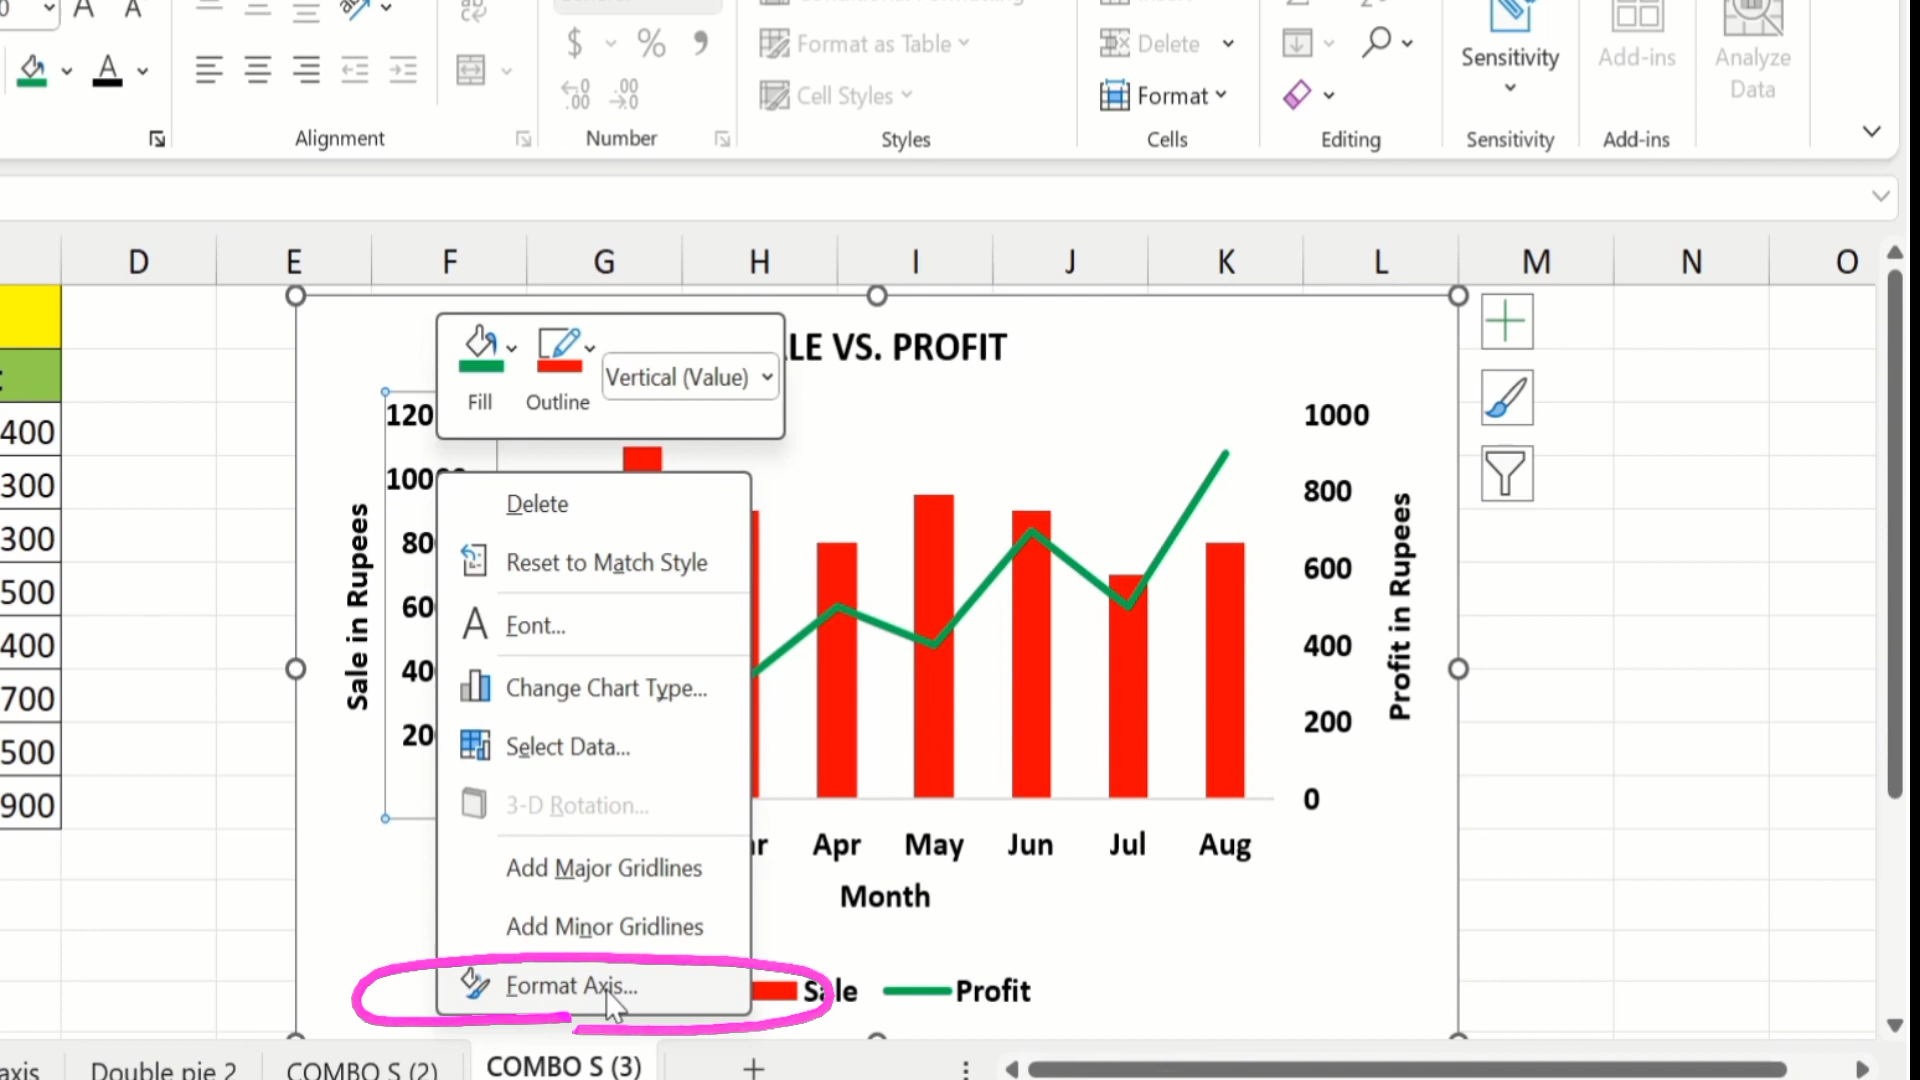 $ % 9
Format as Table
Delete
Cell Styles
Format
Sensitivity
Add-ins
Analyze
Data
Alignment
Number
Styles
Cells
Editing
Sensitivity
Add-ins
D E F G H I J K L M N O
400
300
300
500
400
700
500
900
LE VS. PROFIT
Fill
Outline
Vertical (Value)
Delete
Reset to Match Style
Font...
Change Chart Type...
Select Data...
3-D Rotation...
Add Major Gridlines
Add Minor Gridlines
Format Axis...
Sale in Rupees
120
100
80
60
40
20
1000
800
600
400
200
0
Profit in Rupees
Apr May Jun Jul Aug
Month
Sale
Profit
axis
Double pie 2
COMBO S (2)
COMBO S (3)